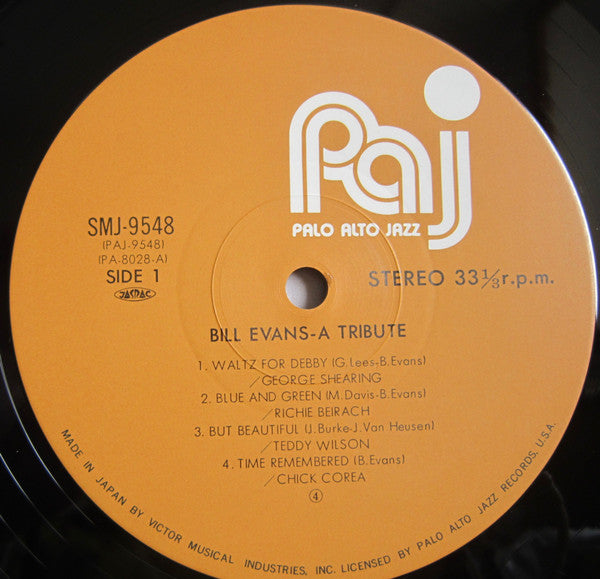 Paj
PALO ALTO JAZZ
SMJ-9548
(PAJ-9548)
(PA-8028-A)
SIDE 1
JASRAC
STEREO 33⅓r.p.m.
BILL EVANS-A TRIBUTE
1. WALTZ FOR DEBBY (G. Lees-B. Evans)
/GEORGE SHEARING
2. BLUE AND GREEN (M. Davis-B. Evans)
/RICHIE BEIRACH
3. BUT BEAUTIFUL (J. Burke-J. Van Heusen)
/TEDDY WILSON
4. TIME REMEMBERED (B. Evans)
/CHICK COREA
④
MADE IN JAPAN BY VICTOR MUSICAL INDUSTRIES, INC. LICENSED BY PALO ALTO JAZZ RECORDS, U.S.A.